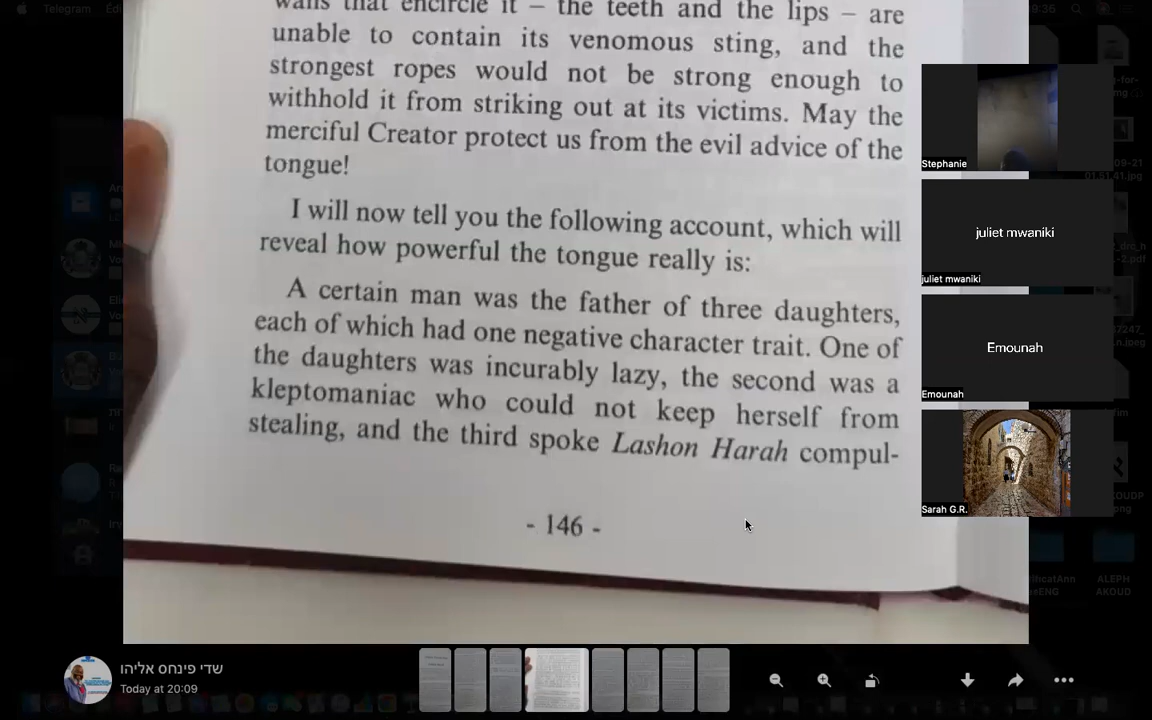 Telegram
walls that encircle it – the teeth and the lips – are
unable to contain its venomous sting, and the
strongest ropes would not be strong enough to
withhold it from striking out at its victims. May the
merciful Creator protect us from the evil advice of the
tongue!
I will now tell you the following account, which will
reveal how powerful the tongue really is:
A certain man was the father of three daughters,
each of which had one negative character trait. One of
the daughters was incurably lazy, the second was a
kleptomaniac who could not keep herself from
stealing, and the third spoke Lashon Harah compul-
- 146 -
Stephanie
juliet mwaniki
juliet mwaniki
Emounah
Emounah
Sarah G.R.
ALEPH
AKOUD
שדי פינחס אליהו
Today at 20:09